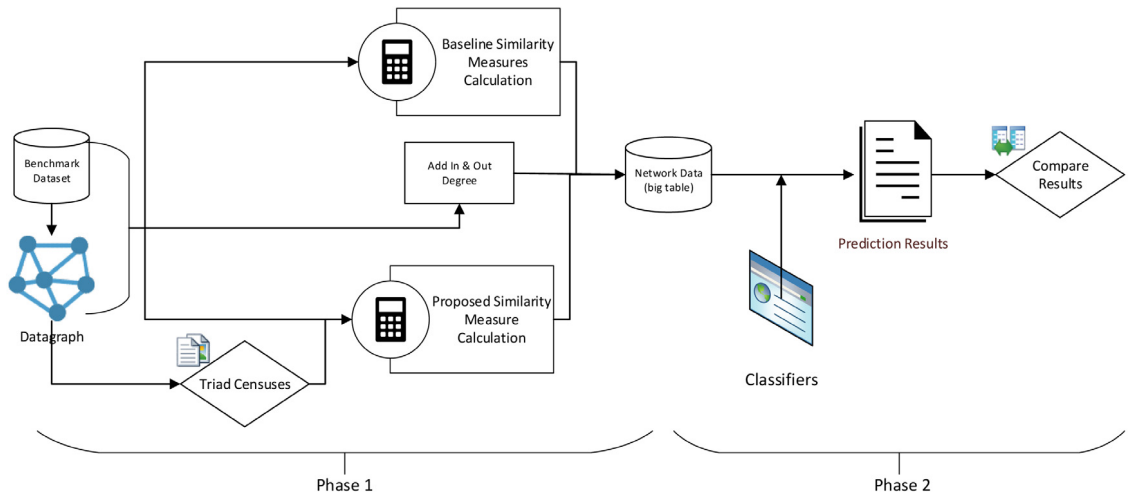 Baseline Similarity
Measures
Calculation
Benchmark
Dataset
Add In & Out
Degree
Network Data
(big table)
Compare
Results
Prediction Results
Datagraph
Proposed Similarity
Measure
Calculation
Triad Censuses
Classifiers
Phase 1
Phase 2